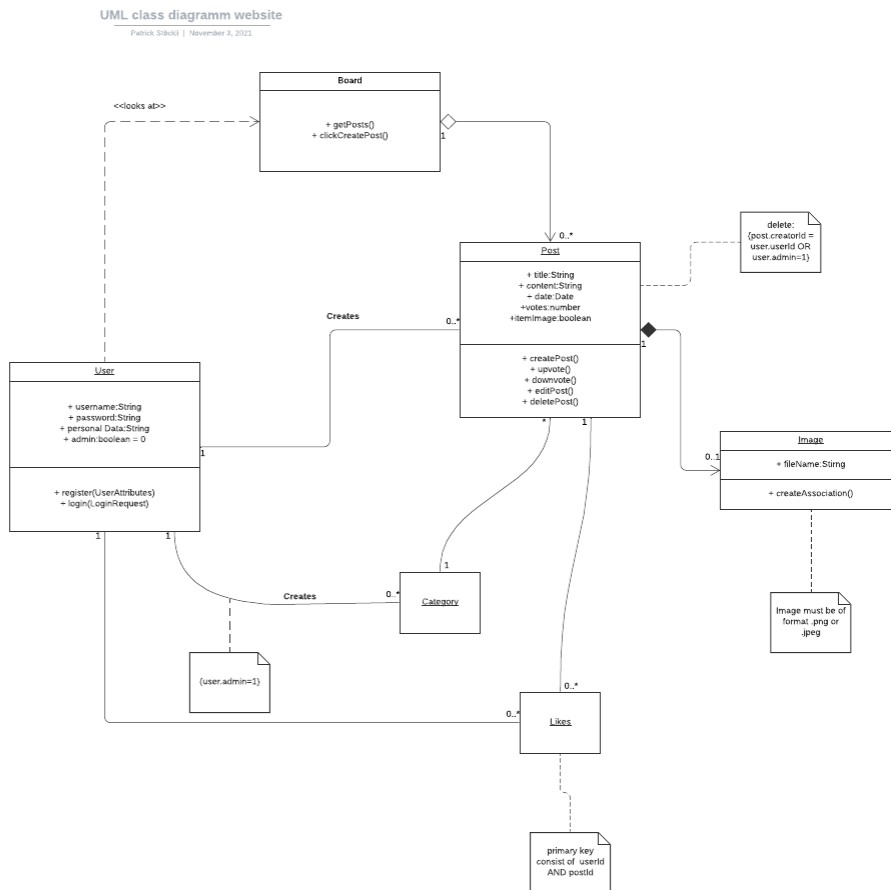 UML class diagramm website
Patrick Stöckli | November 3, 2021
Board
<<looks at>>
+ getPosts()
+ clickCreatePost()
1
0..*
Post
+ title:String
+ content:String
+ date:Date
+votes:number
+itemImage:boolean
+ createPost()
+ upvote()
+ downvote()
+ editPost()
+ deletePost()
delete:
{post.creatorId =
user.userId OR
user.admin=1}
Creates
0..*
1
User
+ username:String
+ password:String
+ personal Data:String
+ admin:boolean = 0
+ register(UserAttributes)
+ login(LoginRequest)
1
*
1
0..1
Image
+ fileName:Stirng
+ createAssociation()
1
1
1
Creates
0..*
Category
Image must be of
format .png or
.jpeg
{user.admin=1}
0..*
0..*
Likes
primary key
consist of userId
AND postId